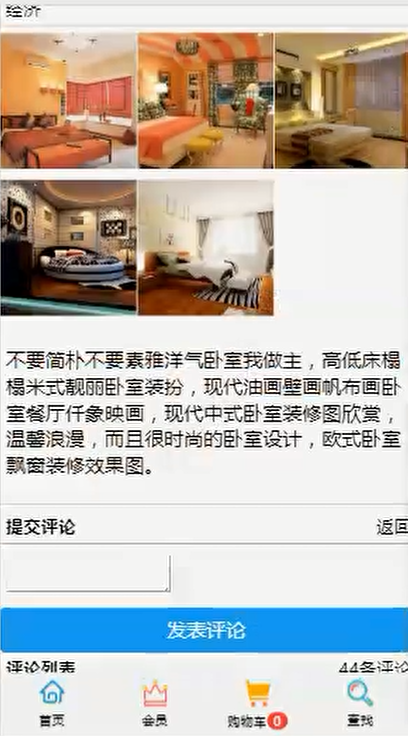 经济
不要简朴不要素雅洋气卧室我做主，高低床榻
榻米式靓丽卧室装扮，现代油画壁画帆布画卧
室餐厅仟象映画，现代中式卧室装修图欣赏，
温馨浪漫，而且很时尚的卧室设计，欧式卧室
飘窗装修效果图。
提交评论 返回
发表评论
评论列表 44条评论
首页 会员 购物车 0 查找